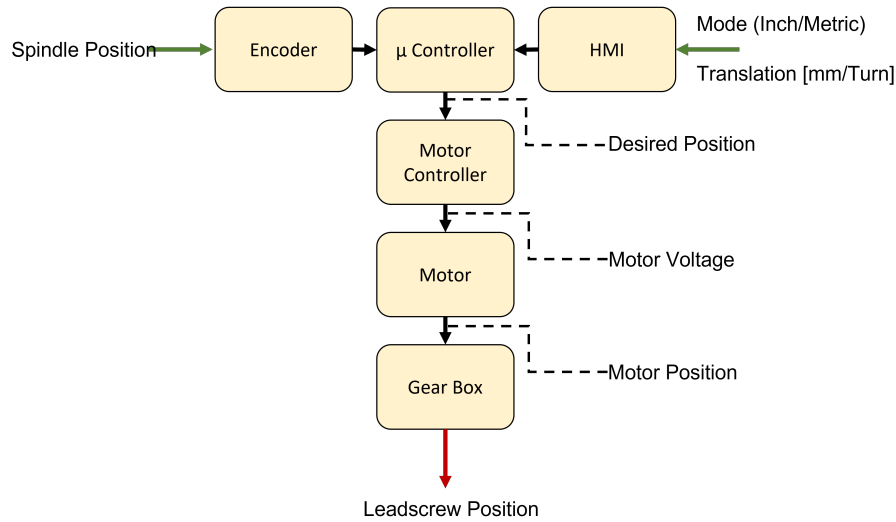 Mode (Inch/Metric)
Spindle Position
Encoder
µ Controller
HMI
Translation [mm/Turn]
Desired Position
Motor
Controller
Motor Voltage
Motor
Motor Position
Gear Box
Leadscrew Position